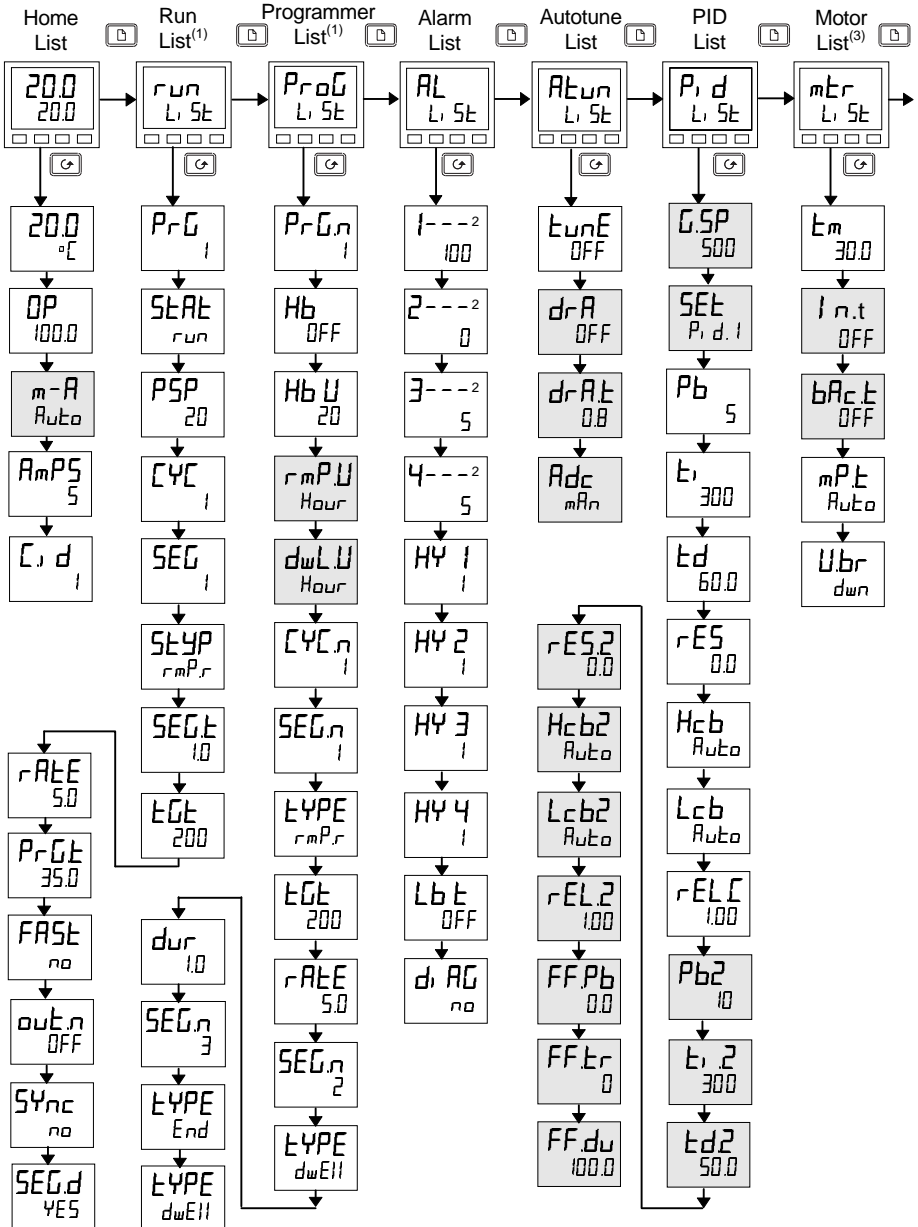 Home List
Run List(1)
Programmer List(1)
Alarm List
Autotune List
PID List
Motor List(3)
20.0
20.0
run
LiSt
ProG
LiSt
AL
LiSt
Atun
LiSt
Pid
LiSt
mtr
LiSt
20.0
°C
OP
100.0
m-A
Auto
AmPS
5
C.id
1
PrG
1
StAt
run
PSP
20
CYC
1
SEG
1
StYP
rmP.r
SEG.t
1.0
tGt
200
rAtE
5.0
PrG.t
35.0
FASt
no
out.n
OFF
SYnc
no
SEG.d
YES
PrG.n
1
Hb
OFF
Hb U
20
rmP.U
Hour
dwL.U
Hour
CYC.n
1
SEG.n
1
tYPE
rmP.r
tGt
200
rAtE
5.0
SEG.n
2
tYPE
dwEll
dur
1.0
SEG.n
3
tYPE
End
tYPE
dwEll
1---2
100
2---2
0
3---2
5
4---2
5
HY 1
1
HY 2
1
HY 3
1
HY 4
1
Lb t
OFF
diAG
no
tunE
OFF
drA
OFF
drA.t
0.8
Adc
mAn
G.SP
500
SEt
Pid.1
Pb
5
ti
300
td
60.0
rES
0.0
Hcb
Auto
Lcb
Auto
rEL.C
1.00
Pb2
10
ti.2
300
td.2
50.0
rES.2
0.0
Hcb2
Auto
Lcb2
Auto
rEL.2
1.00
FF.Pb
0.0
FF.tr
0
FF.du
100.0
tm
30.0
In.t
OFF
bAc.t
OFF
mP.t
Auto
U.br
dwn